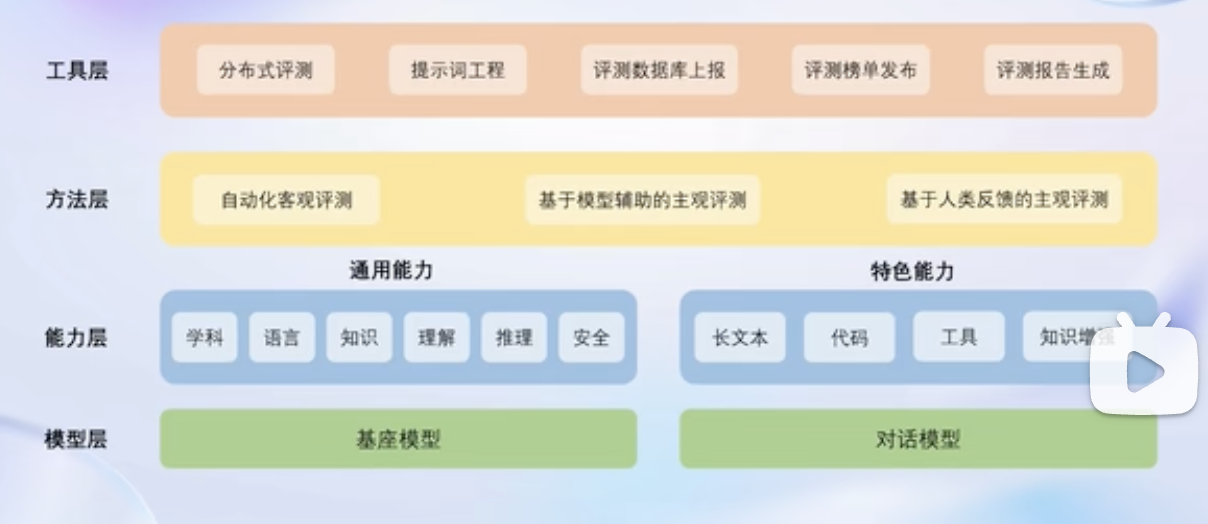 工具层
分布式评测
提示词工程
评测数据库上报
评测榜单发布
评测报告生成
方法层
自动化客观评测
基于模型辅助的主观评测
基于人类反馈的主观评测
通用能力
特色能力
能力层
学科
语言
知识
理解
推理
安全
长文本
代码
工具
知识增强
模型层
基座模型
对话模型